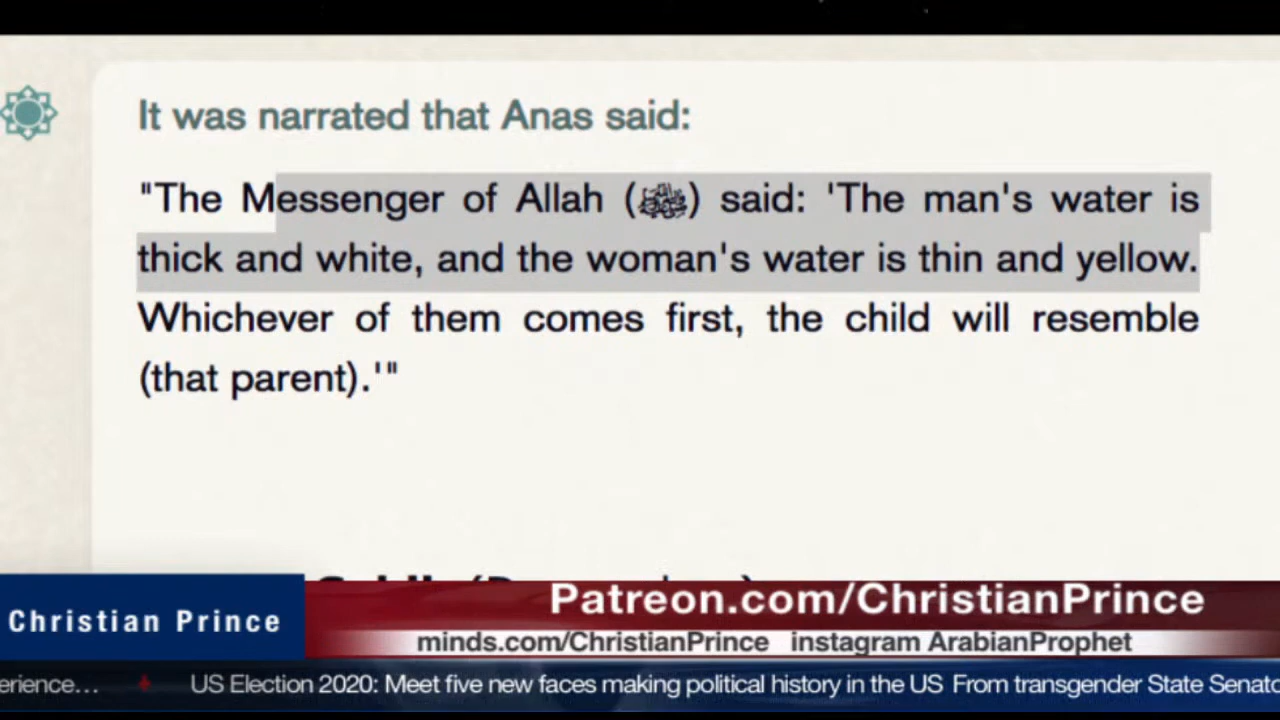 It was narrated that Anas said:
"The Messenger of Allah (ﷺ) said: 'The man's water is
thick and white, and the woman's water is thin and yellow.
Whichever of them comes first, the child will resemble
(that parent).'"
Christian Prince
Patreon.com/ChristianPrince
minds.com/ChristianPrince instagram ArabianProphet
erience... US Election 2020: Meet five new faces making political history in the US From transgender State Senato